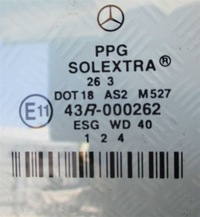 PPG
SOLEXTRA®
26 3
DOT18 AS2 M527
E11 43R-000262
ESG WD 40
1 2 4